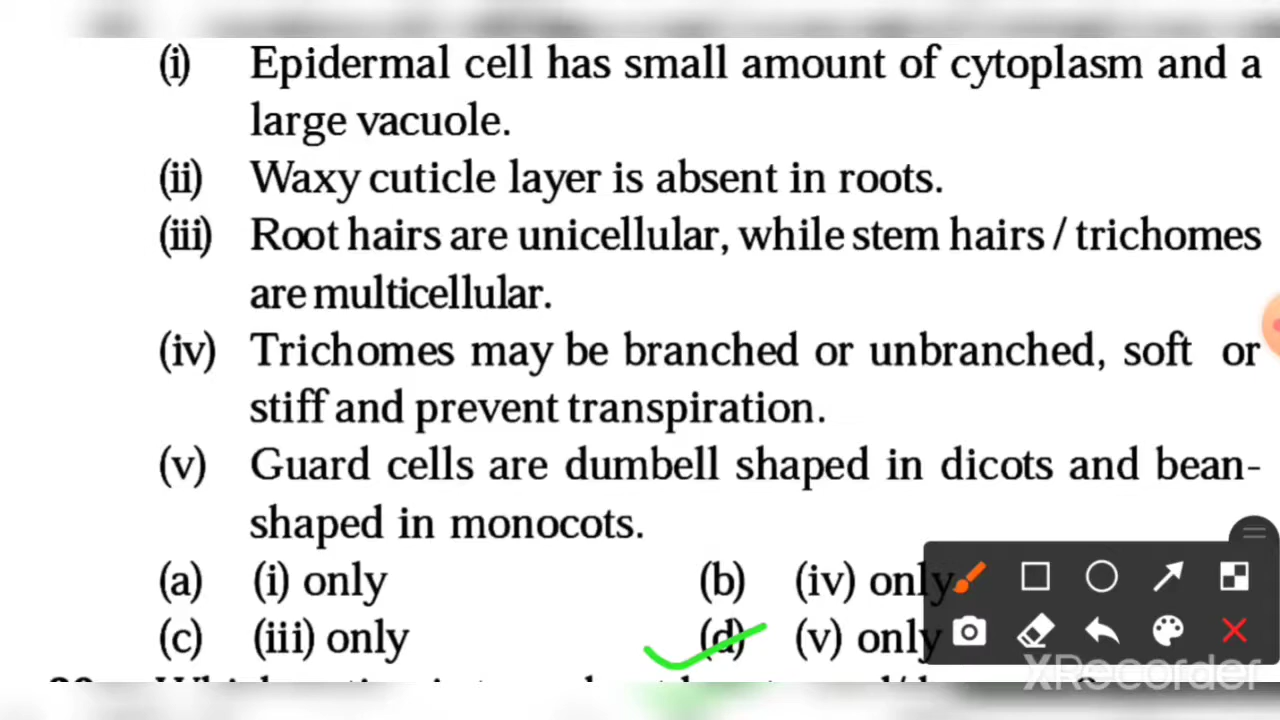 (i) Epidermal cell has small amount of cytoplasm and a
large vacuole.
(ii) Waxy cuticle layer is absent in roots.
(iii) Root hairs are unicellular, while stem hairs / trichomes
are multicellular.
(iv) Trichomes may be branched or unbranched, soft or
stiff and prevent transpiration.
(v) Guard cells are dumbell shaped in dicots and bean-
shaped in monocots.
(a) (i) only (b) (iv) only
(c) (iii) only (d) (v) only
XRecorder